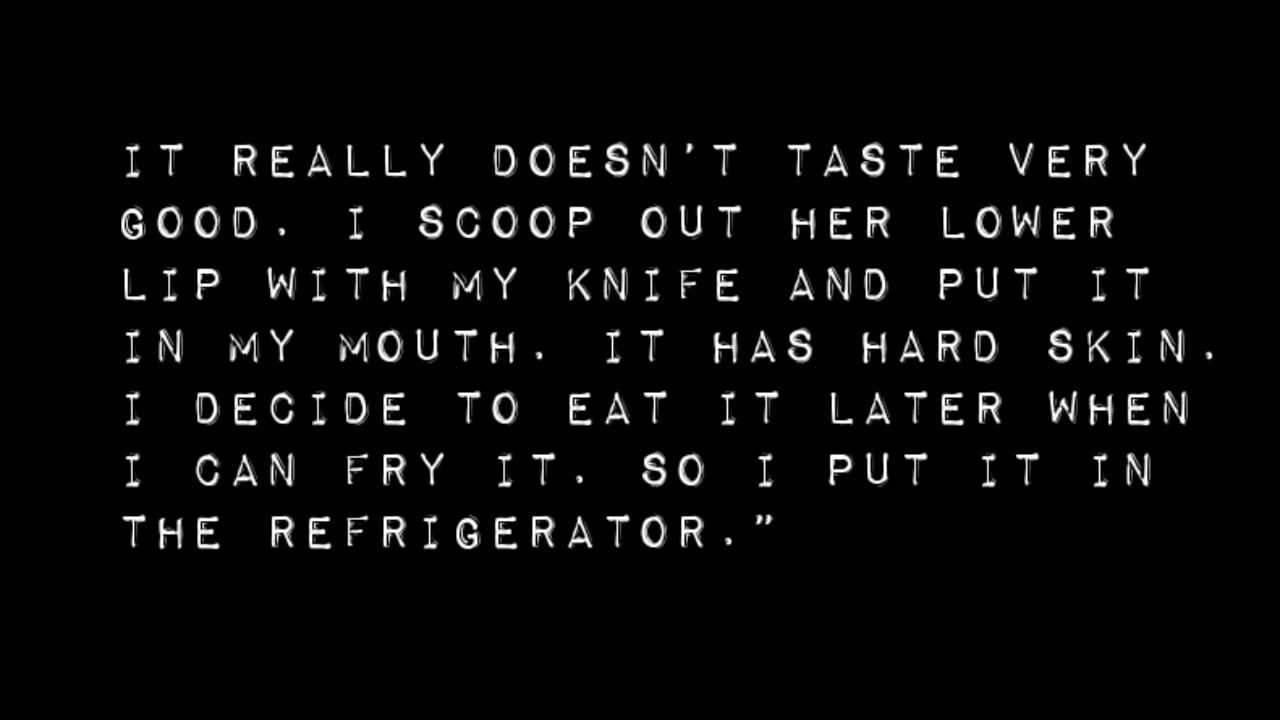 IT REALLY DOESN'T TASTE VERY
GOOD. I SCOOP OUT HER LOWER
LIP WITH MY KNIFE AND PUT IT
IN MY MOUTH. IT HAS HARD SKIN.
I DECIDE TO EAT IT LATER WHEN
I CAN FRY IT. SO I PUT IT IN
THE REFRIGERATOR.”